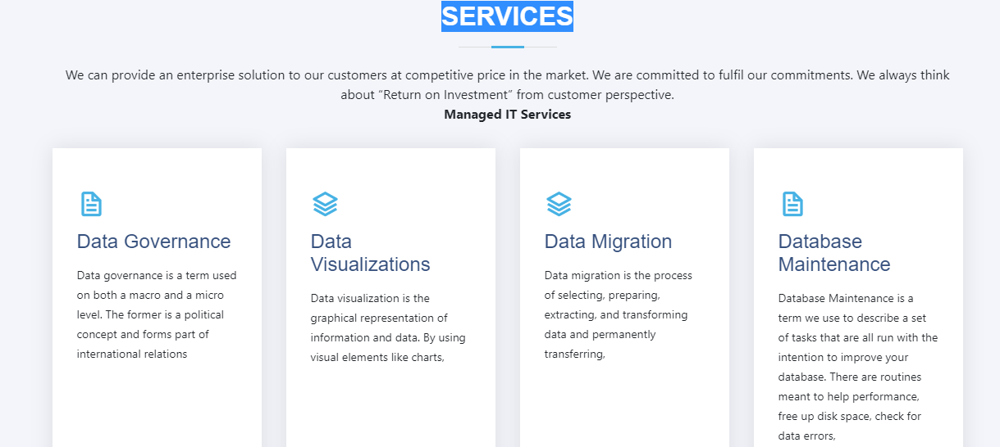 SERVICES
We can provide an enterprise solution to our customers at competitive price in the market. We are committed to fulfil our commitments. We always think
about “Return on Investment” from customer perspective.
Managed IT Services
Data Governance
Data governance is a term used
on both a macro and a micro
level. The former is a political
concept and forms part of
international relations
Data
Visualizations
Data visualization is the
graphical representation of
information and data. By using
visual elements like charts,
Data Migration
Data migration is the process
of selecting, preparing,
extracting, and transforming
data and permanently
transferring,
Database
Maintenance
Database Maintenance is a
term we use to describe a set
of tasks that are all run with the
intention to improve your
database. There are routines
meant to help performance,
free up disk space, check for
data errors,